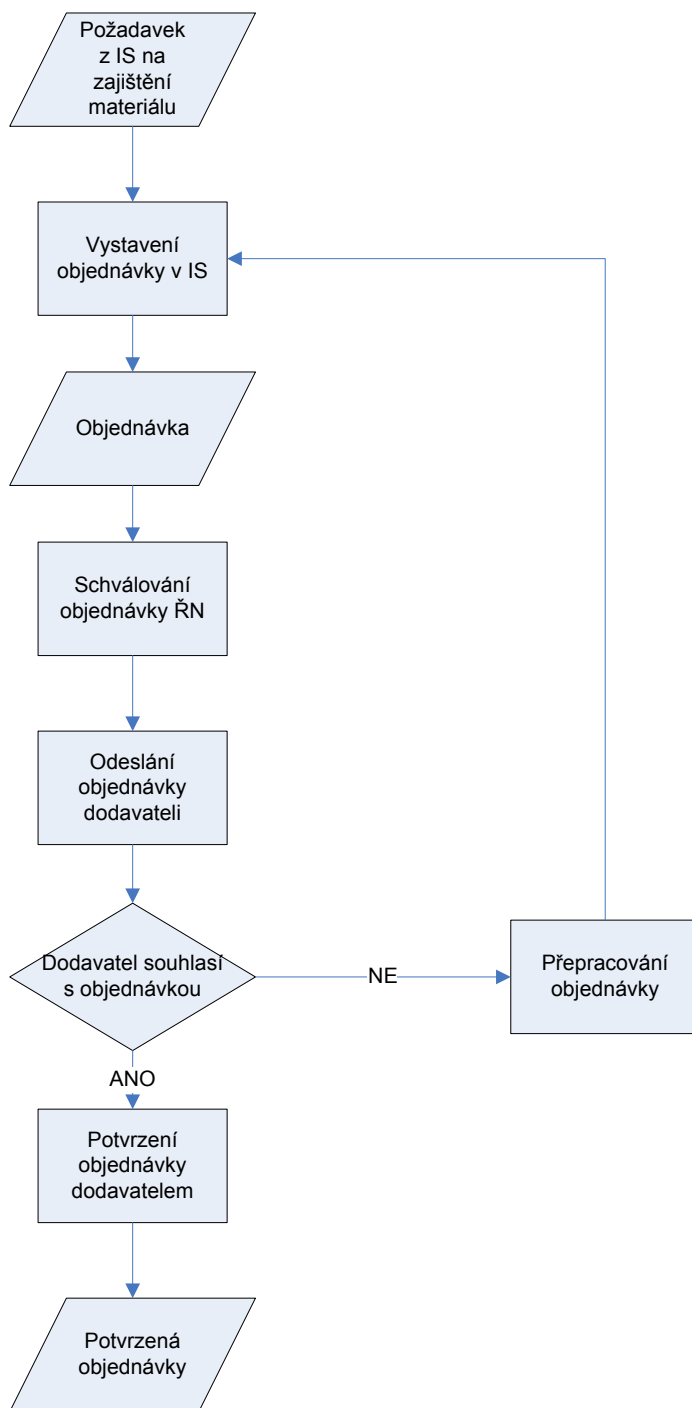 Požadavek
z IS na
zajištění
materiálu
Vystavení
objednávky v IS
Objednávka
Schválování
objednávky ŘN
Odeslání
objednávky
dodavateli
Dodavatel souhlasí
s objednávkou
NE
Přepracování
objednávky
ANO
Potvrzení
objednávky
dodavatelem
Potvrzená
objednávky